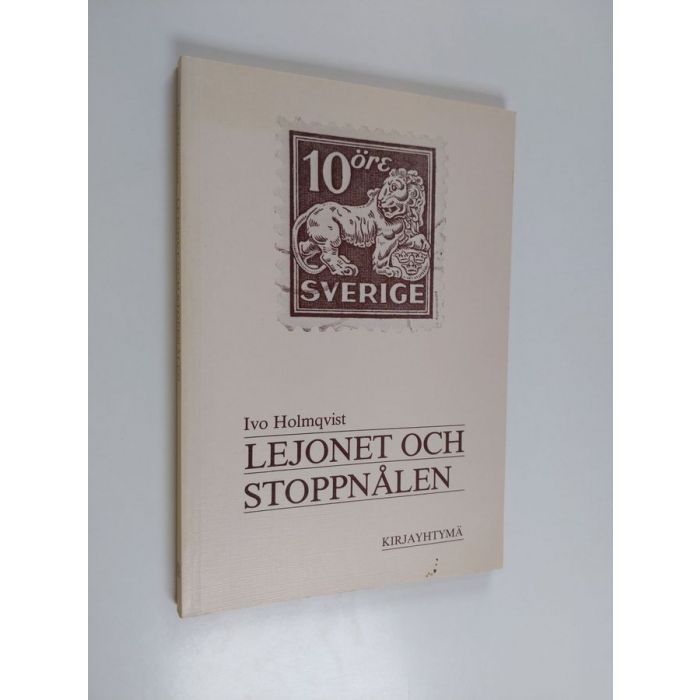 10 öre
SVERIGE
Ivo Holmqvist
LEJONET OCH
STOPPNÅLEN
KIRJAYHTYMÄ